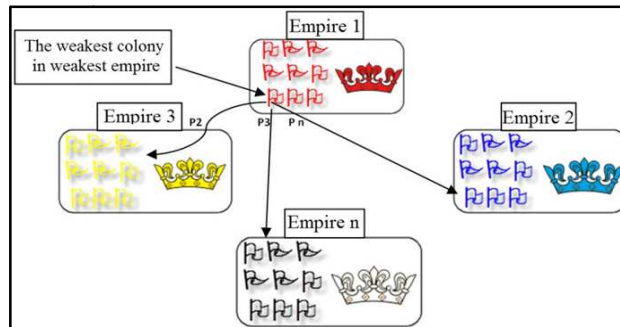 Empire 1
The weakest colony
in weakest empire
Empire 3
P2
P3
P n
Empire 2
Empire n